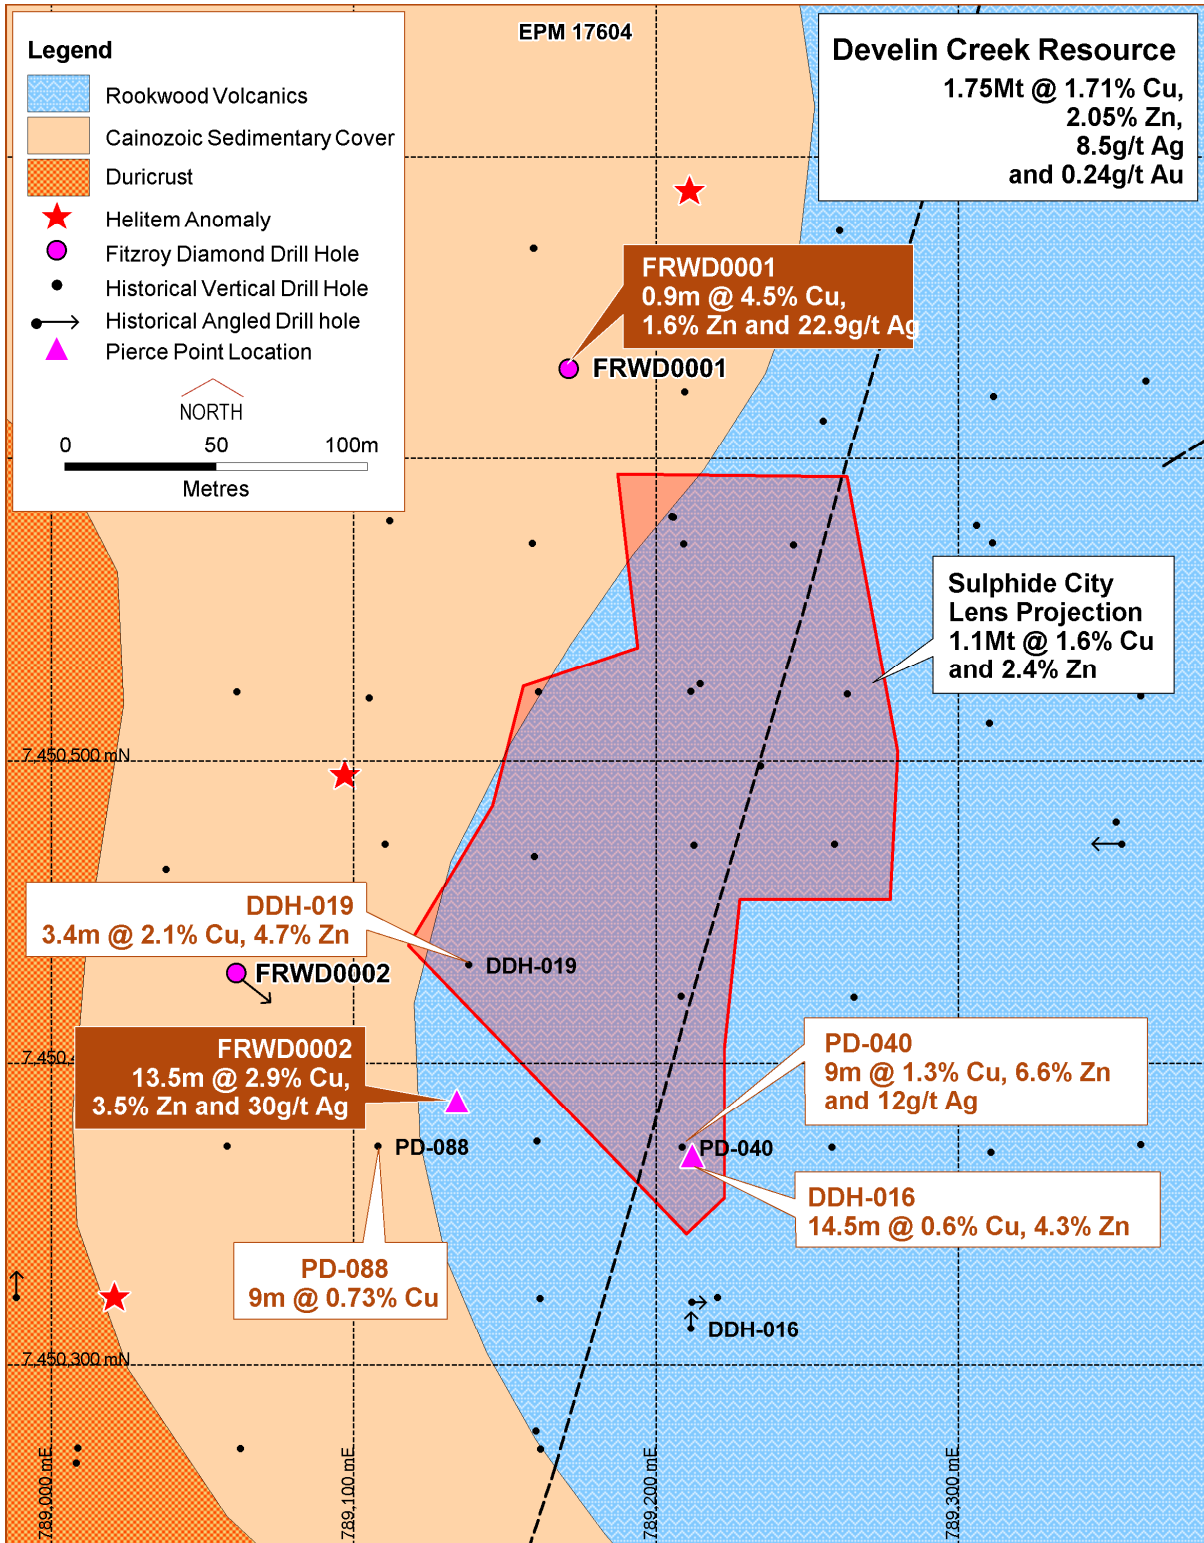 EPM 17604
Legend
Rookwood Volcanics
Cainozoic Sedimentary Cover
Duricrust
Helitem Anomaly
Fitzroy Diamond Drill Hole
Historical Vertical Drill Hole
Historical Angled Drill hole
Pierce Point Location
NORTH
0 50 100m
Metres
Develin Creek Resource
1.75Mt @ 1.71% Cu,
2.05% Zn,
8.5g/t Ag
and 0.24g/t Au
FRWD0001
0.9m @ 4.5% Cu,
1.6% Zn and 22.9g/t Ag
FRWD0001
Sulphide City
Lens Projection
1.1Mt @ 1.6% Cu
and 2.4% Zn
7,450,500 mN
DDH-019
3.4m @ 2.1% Cu, 4.7% Zn
DDH-019
FRWD0002
FRWD0002
13.5m @ 2.9% Cu,
3.5% Zn and 30g/t Ag
PD-040
9m @ 1.3% Cu, 6.6% Zn
and 12g/t Ag
PD-088
PD-040
DDH-016
14.5m @ 0.6% Cu, 4.3% Zn
PD-088
9m @ 0.73% Cu
DDH-016
7,450,300 mN
789,000 mE
789,100 mE
789,200 mE
789,300 mE